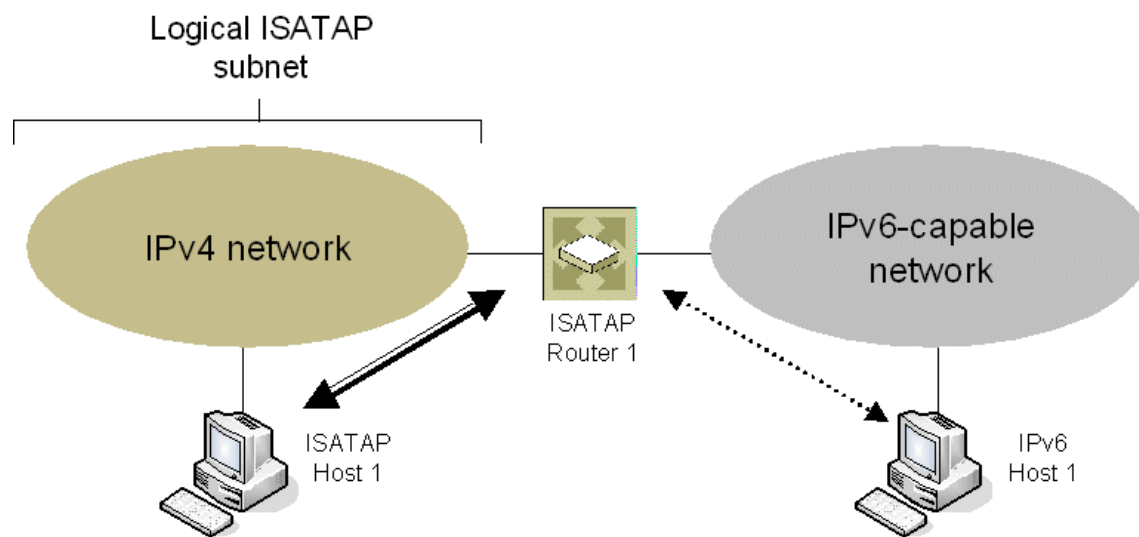 Logical ISATAP
subnet
IPv4 network
IPv6-capable
network
ISATAP
Router 1
ISATAP
Host 1
IPv6
Host 1